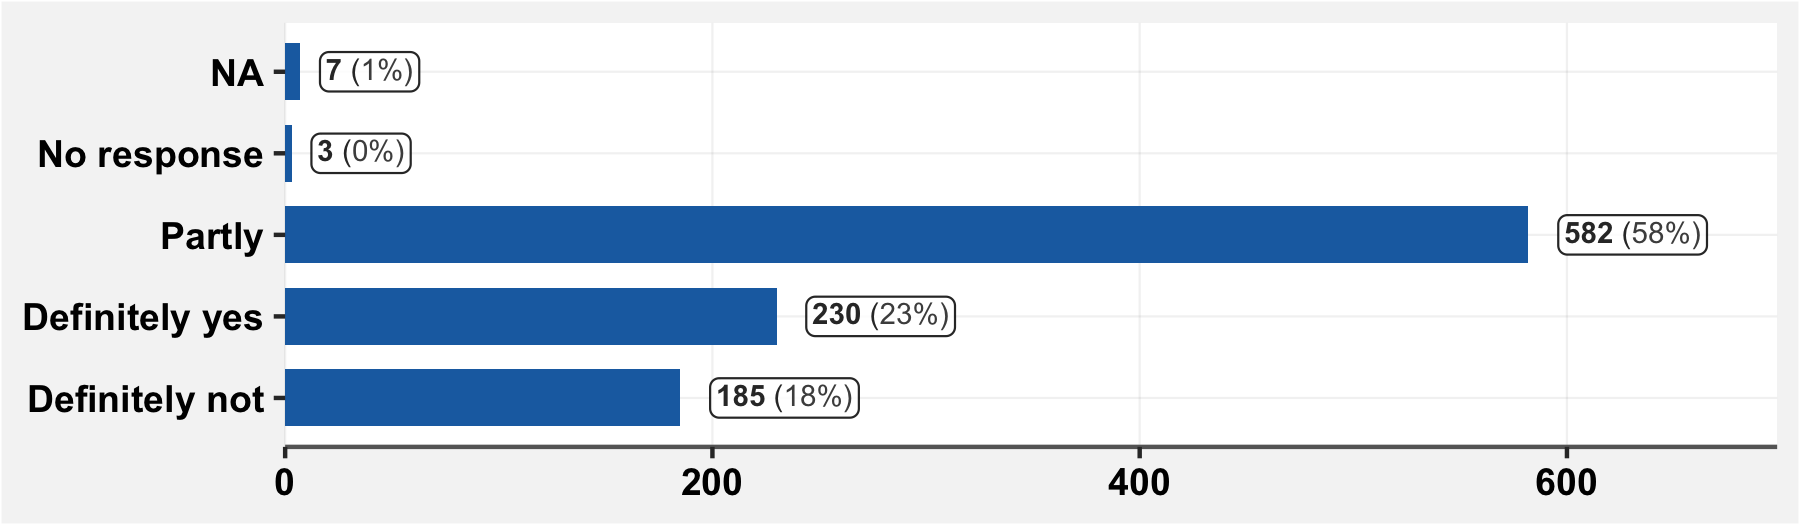 NA 7 (1%)
No response 3 (0%)
Partly 582 (58%)
Definitely yes 230 (23%)
Definitely not 185 (18%)
0 200 400 600